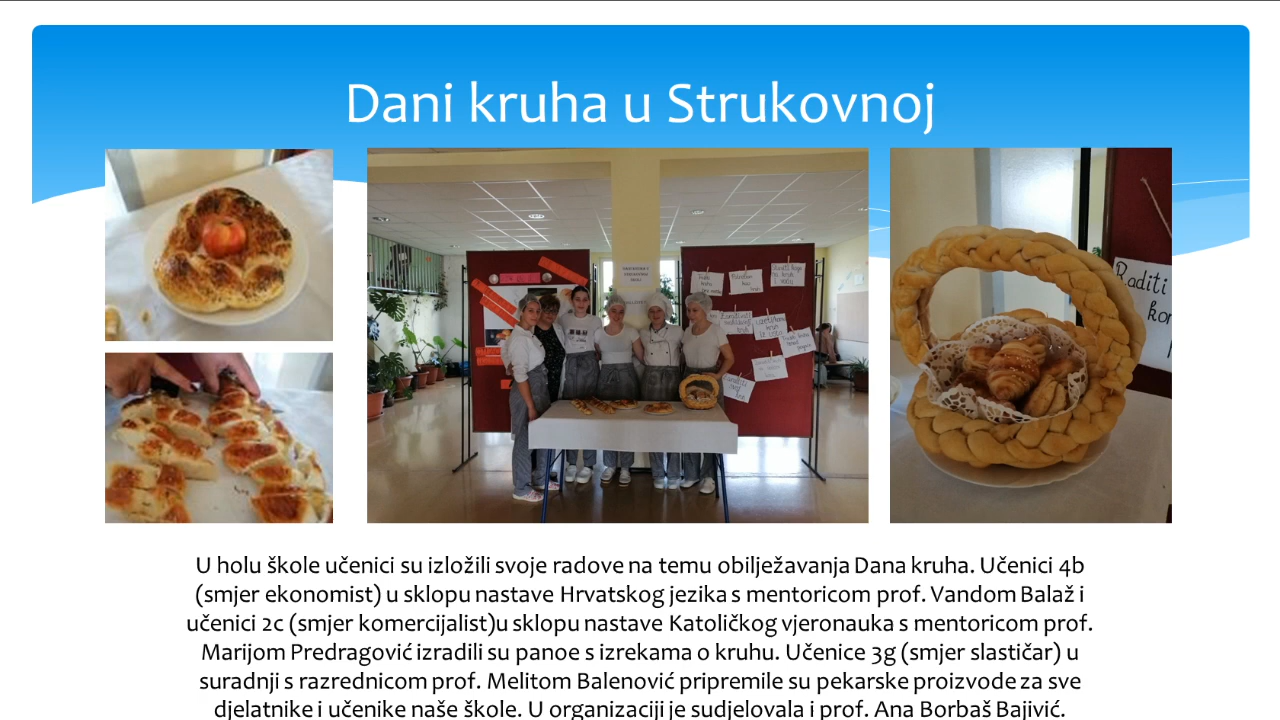 Dani kruha u Strukovnoj
Raditi
U holu škole učenici su izložili svoje radove na temu obilježavanja Dana kruha. Učenici 4b
(smjer ekonomist) u sklopu nastave Hrvatskog jezika s mentoricom prof. Vandom Balaž i
učenici 2c (smjer komercijalist)u sklopu nastave Katoličkog vjeronauka s mentoricom prof.
Marijom Predragović izradili su panoe s izrekama o kruhu. Učenice 3g (smjer slastičar) u
suradnji s razrednicom prof. Melitom Balenović pripremile su pekarske proizvode za sve
djelatnike i učenike naše škole. U organizaciji je sudjelovala i prof. Ana Borbaš Bajivić.